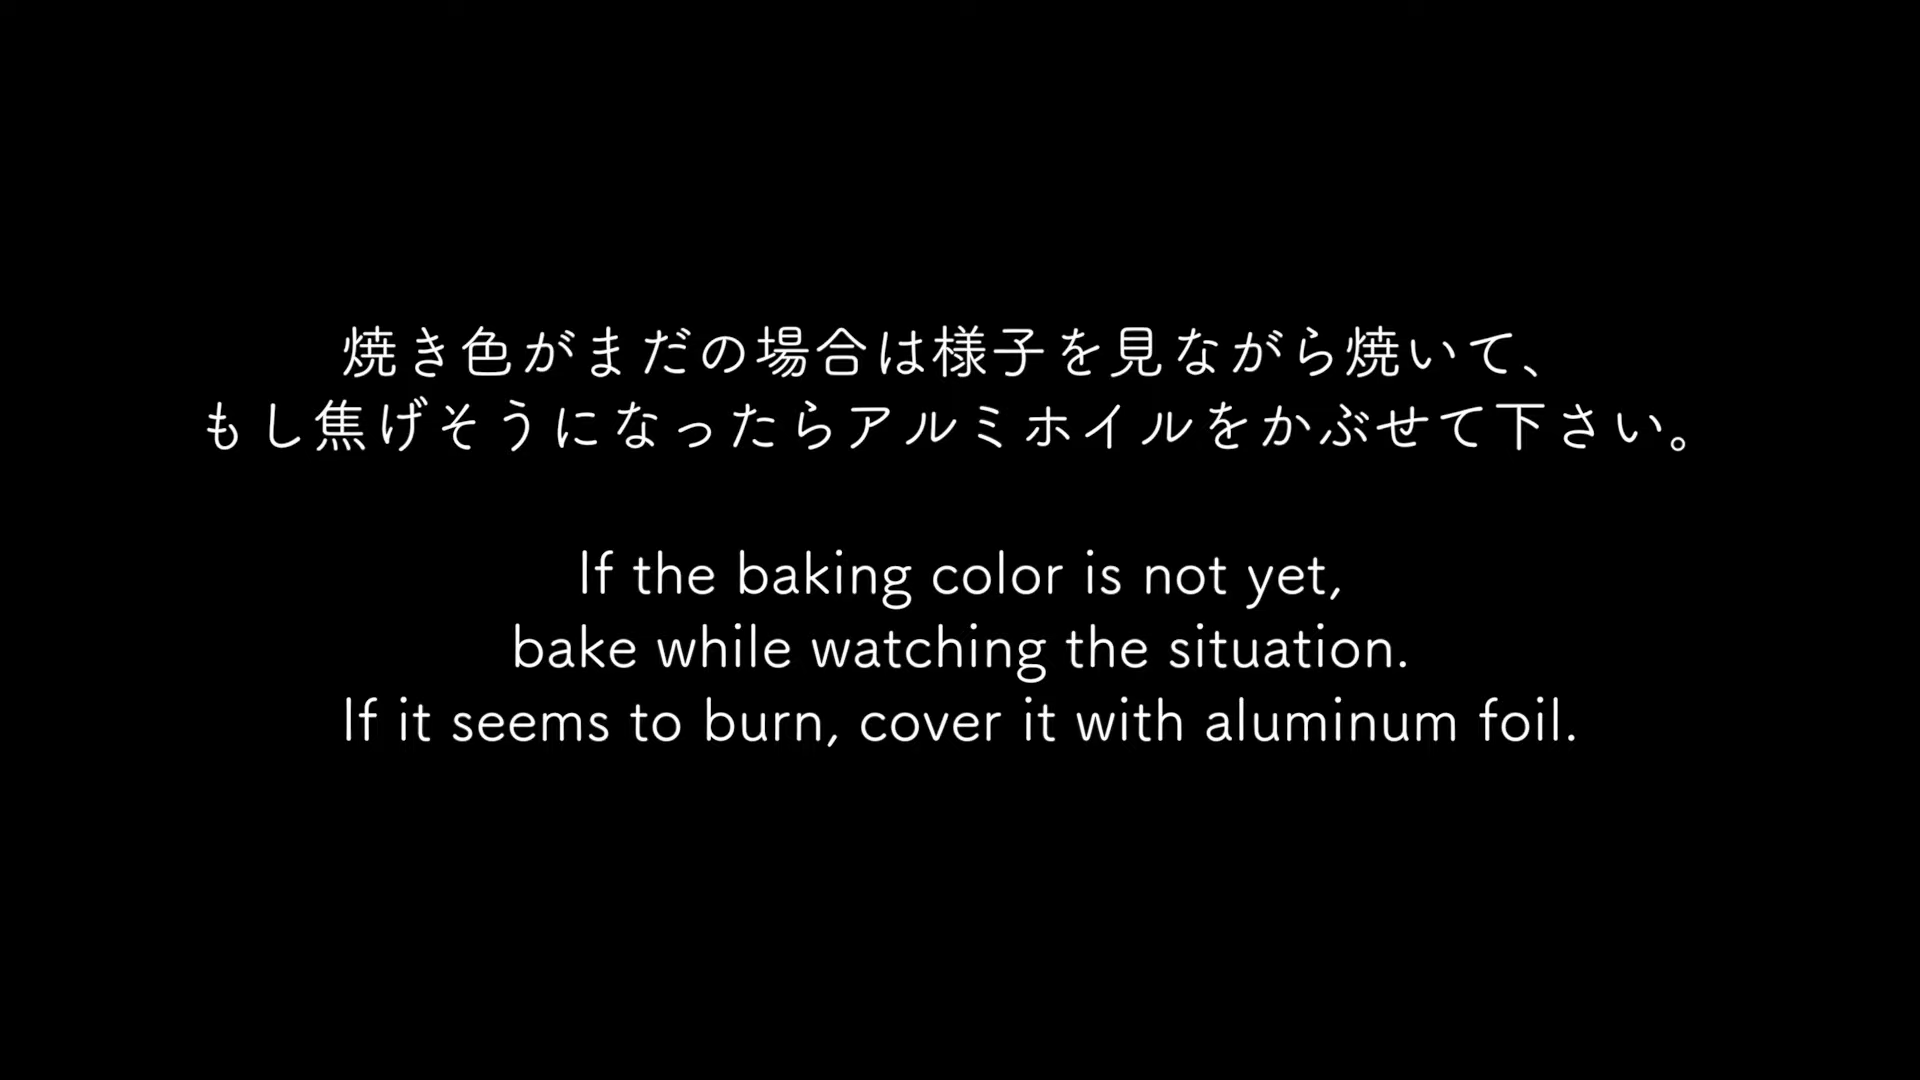 焼き色がまだの場合は様子を見ながら焼いて、
もし焦げそうになったらアルミホイルをかぶせて下さい。
If the baking color is not yet,
bake while watching the situation.
If it seems to burn, cover it with aluminum foil.